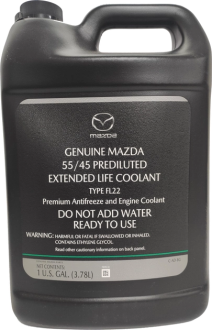 mazda
GENUINE MAZDA
55/45 PREDILUTED
EXTENDED LIFE COOLANT
TYPE FL22
Premium Antifreeze and Engine Coolant
DO NOT ADD WATER
READY TO USE
WARNING: HARMFUL OR FATAL IF SWALLOWED OR INHALED.
CONTAINS ETHYLENE GLYCOL.
Read other cautionary information on back panel.
NET CONTENTS:
1 U.S. GAL. (3.78L)